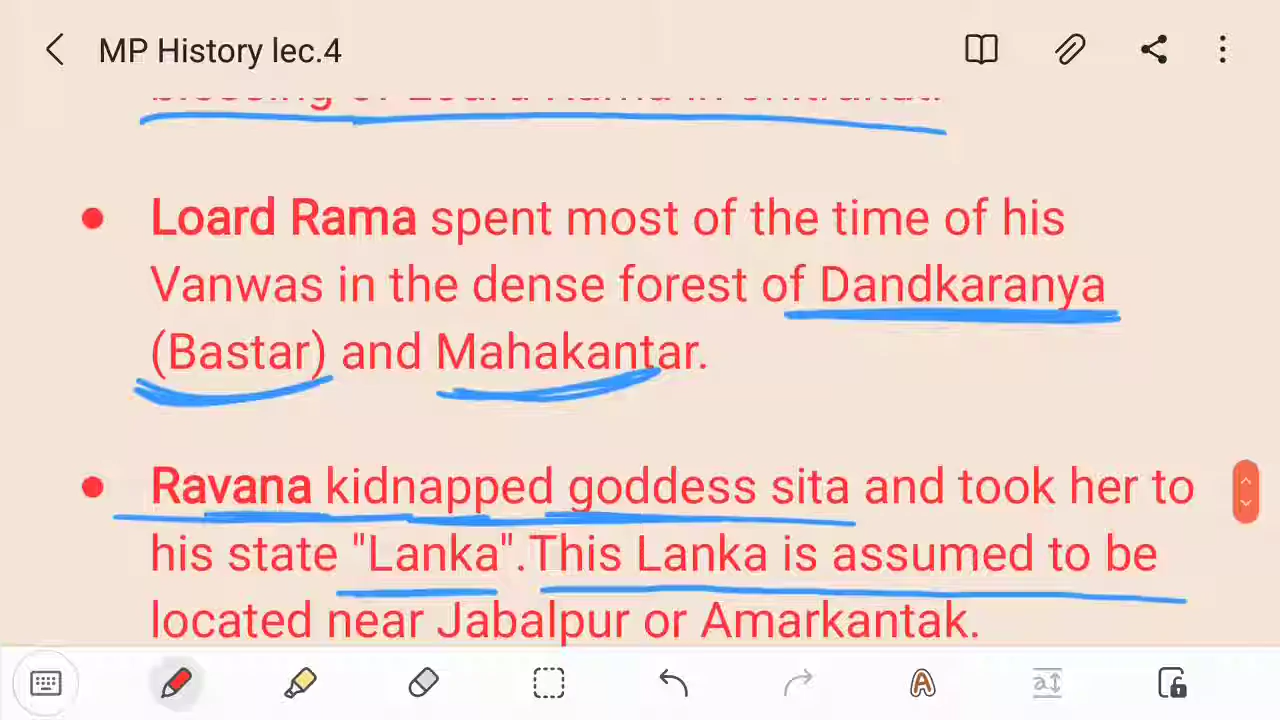 MP History lec.4
Loard Rama spent most of the time of his
Vanwas in the dense forest of Dandkaranya
(Bastar) and Mahakantar.
Ravana kidnapped goddess sita and took her to
his state "Lanka".This Lanka is assumed to be
located near Jabalpur or Amarkantak.